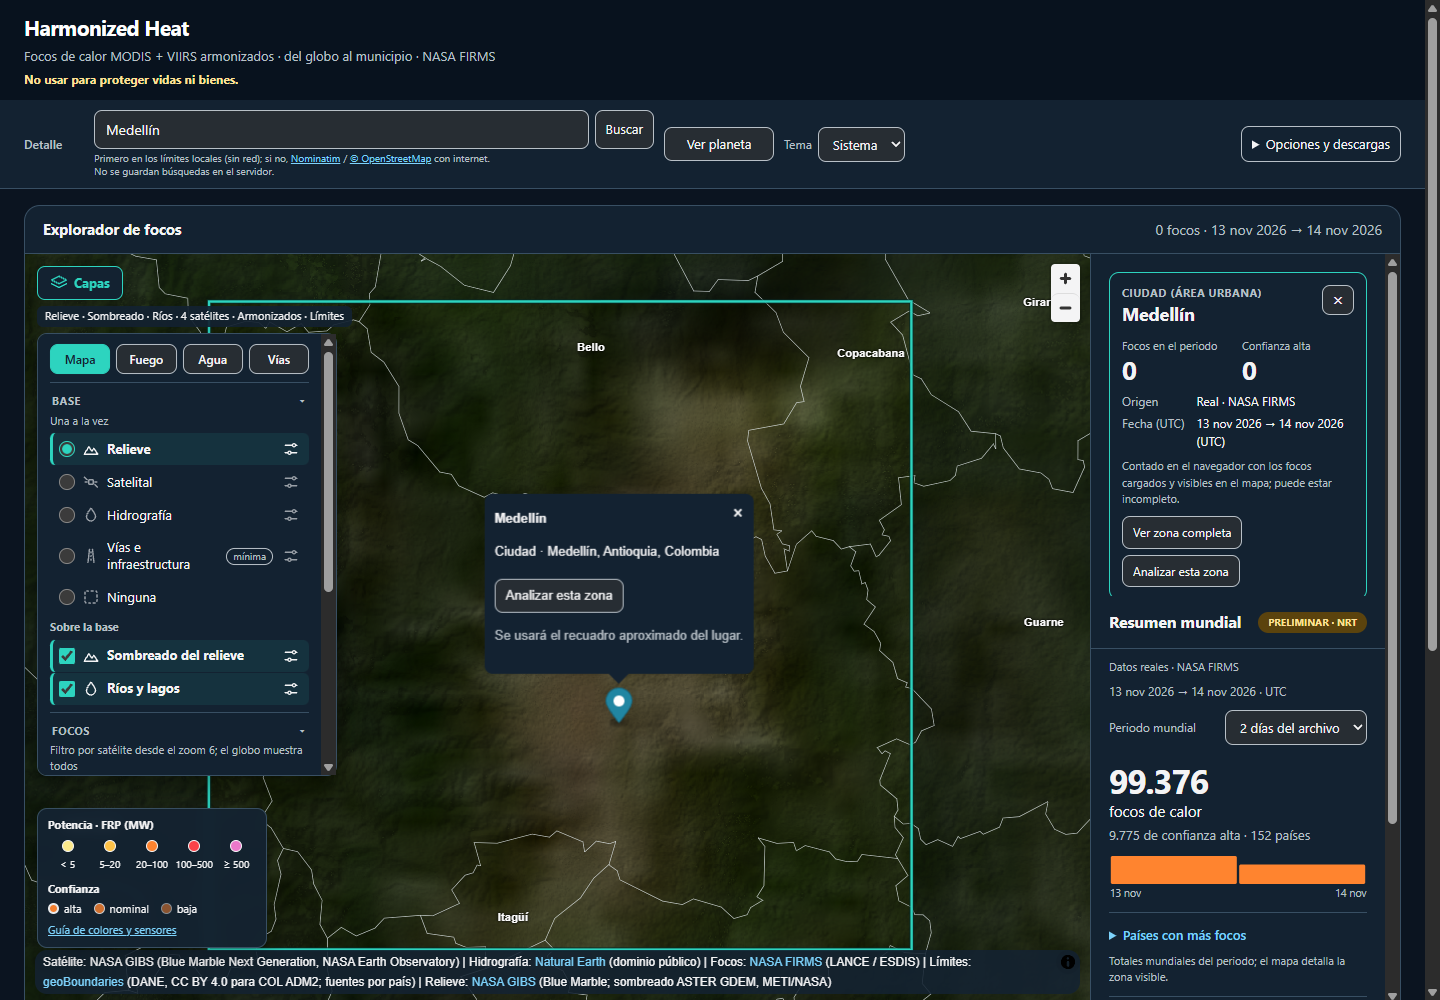 Harmonized Heat
Focos de calor MODIS + VIIRS armonizados · del globo al municipio · NASA FIRMS
No usar para proteger vidas ni bienes.
Detalle
Medellín
Buscar
Ver planeta
Tema
Sistema
Opciones y descargas
Primero en los límites locales (sin red); si no, Nominatim / © OpenStreetMap con internet.
No se guardan búsquedas en el servidor.
Explorador de focos
0 focos · 13 nov 2026 → 14 nov 2026
Capas
Relieve · Sombreado · Ríos · 4 satélites · Armonizados · Límites
Mapa
Fuego
Agua
Vías
BASE
Una a la vez
Relieve
Satelital
Hidrografía
Vías e
infraestructura
mínima
Ninguna
Sobre la base
Sombreado del relieve
Ríos y lagos
FOCOS
Filtro por satélite desde el zoom 6; el globo muestra
todos
Potencia · FRP (MW)
< 5
5–20
20–100
100–500
≥ 500
Confianza
alta
nominal
baja
Guía de colores y sensores
Bello
Copacabana
Girar
Guarne
Itagüí
Medellín
×
Ciudad · Medellín, Antioquia, Colombia
Analizar esta zona
Se usará el recuadro aproximado del lugar.
+
−
Satélite: NASA GIBS (Blue Marble Next Generation, NASA Earth Observatory) | Hidrografía: Natural Earth (dominio público) | Focos: NASA FIRMS (LANCE / ESDIS) | Límites:
geoBoundaries (DANE, CC BY 4.0 para COL ADM2; fuentes por país) | Relieve: NASA GIBS (Blue Marble; sombreado ASTER GDEM, METI/NASA)
CIUDAD (ÁREA URBANA)
Medellín
×
Focos en el periodo
Confianza alta
0
0
Origen
Real · NASA FIRMS
Fecha (UTC)
13 nov 2026 → 14 nov 2026
(UTC)
Contado en el navegador con los focos
cargados y visibles en el mapa; puede estar
incompleto.
Ver zona completa
Analizar esta zona
Resumen mundial
PRELIMINAR · NRT
Datos reales · NASA FIRMS
13 nov 2026 → 14 nov 2026 · UTC
Periodo mundial
2 días del archivo
99.376
focos de calor
9.775 de confianza alta · 152 países
13 nov
14 nov
Países con más focos
Totales mundiales del periodo; el mapa detalla la
zona visible.